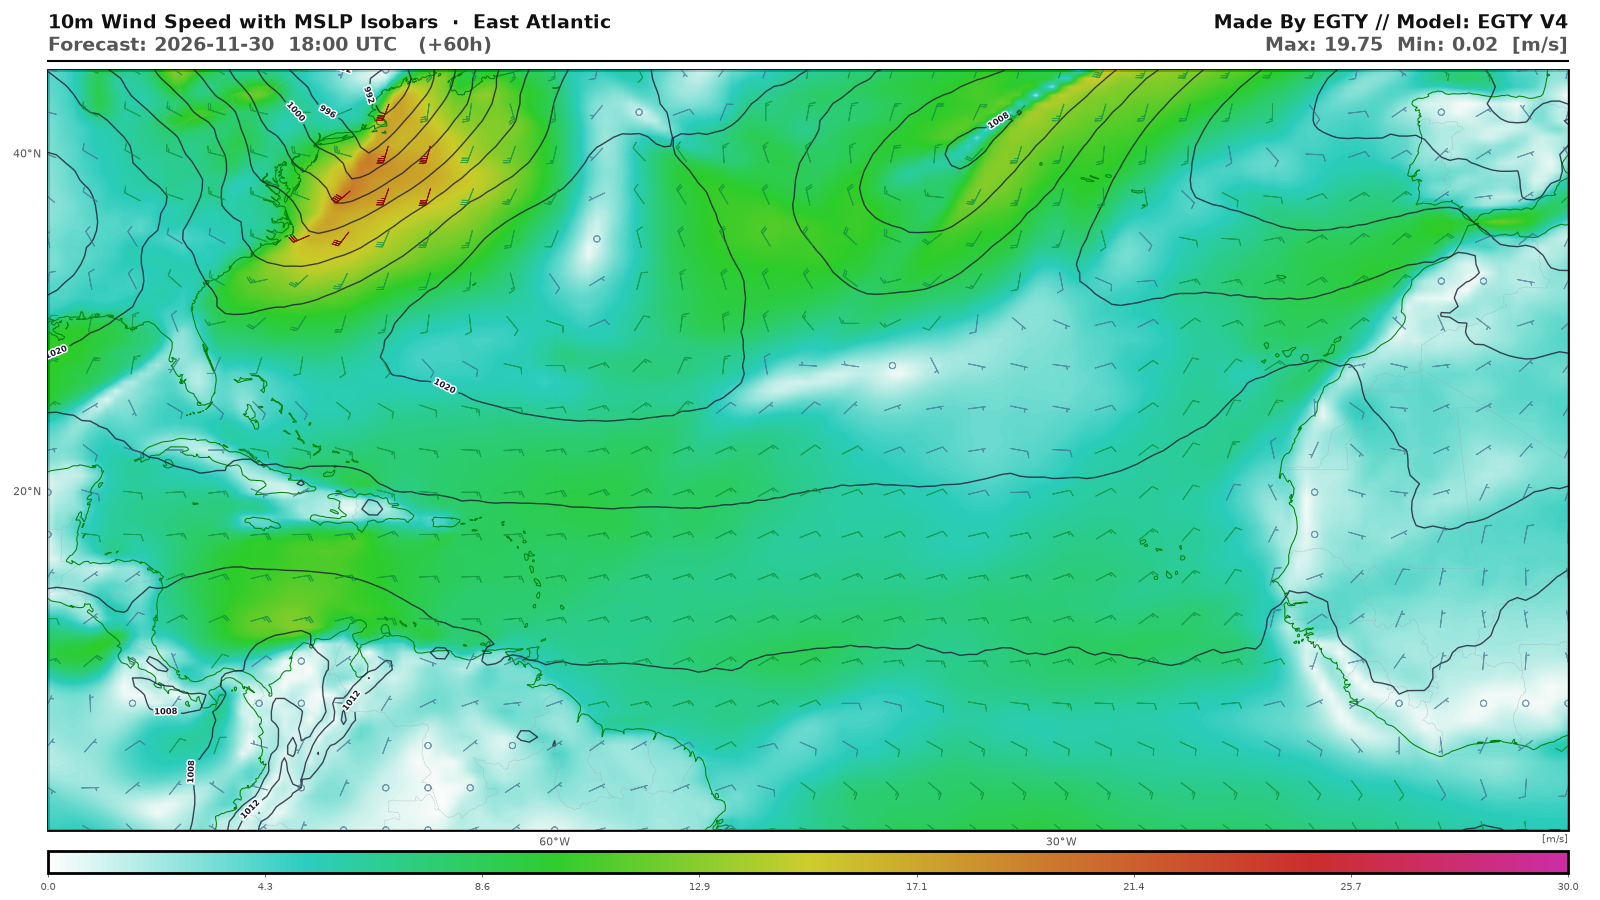 10m Wind Speed with MSLP Isobars · East Atlantic
Made By EGTY // Model: EGTY V4
Forecast: 2026-11-30 18:00 UTC (+60h)
Max: 19.75 Min: 0.02 [m/s]
992
1000
996
1008
40°N
1020
1020
20°N
1012
1008
1008
1012
60°W
30°W
[m/s]
0.0
4.3
8.6
12.9
17.1
21.4
25.7
30.0